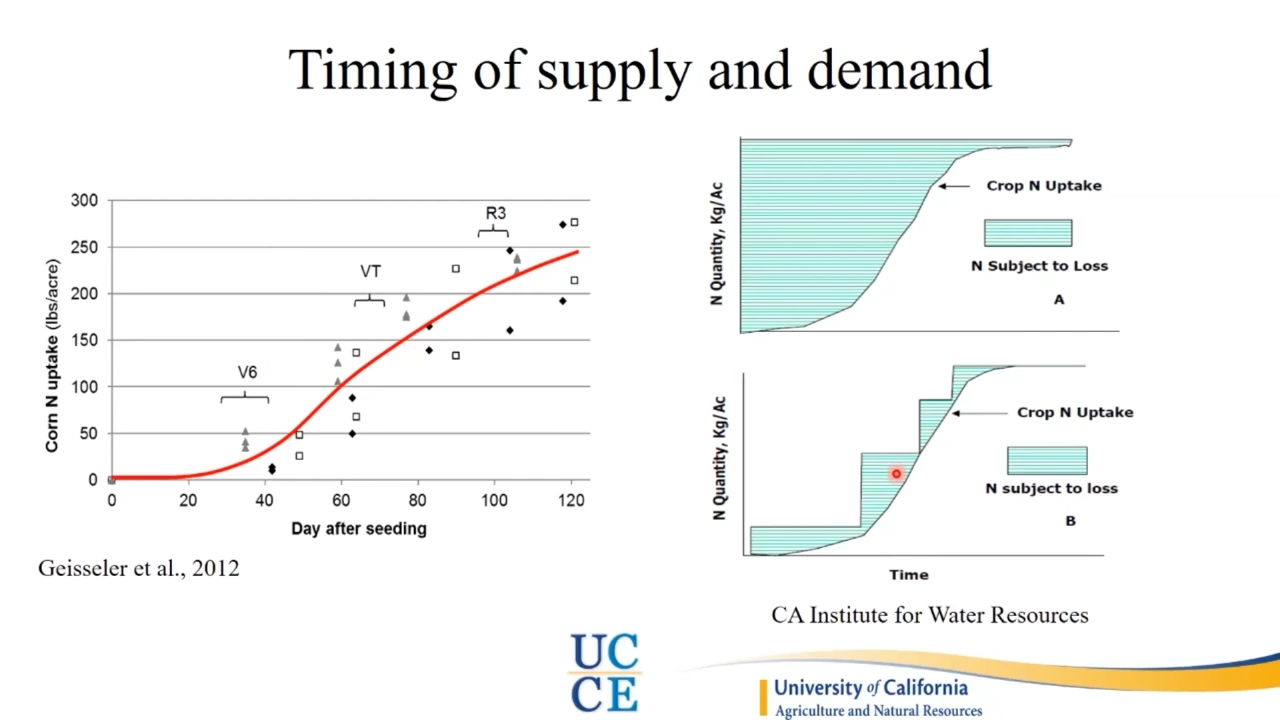 Timing of supply and demand
Corn N uptake (lbs/acre)
300
250
200
150
100
50
0
V6
VT
R3
0
20
40
60
80
100
120
Day after seeding
Geisseler et al., 2012
N Quantity, Kg/Ac
Crop N Uptake
N Subject to Loss
A
N Quantity, Kg/Ac
Crop N Uptake
N subject to loss
B
Time
CA Institute for Water Resources
UC
CE
University of California
Agriculture and Natural Resources